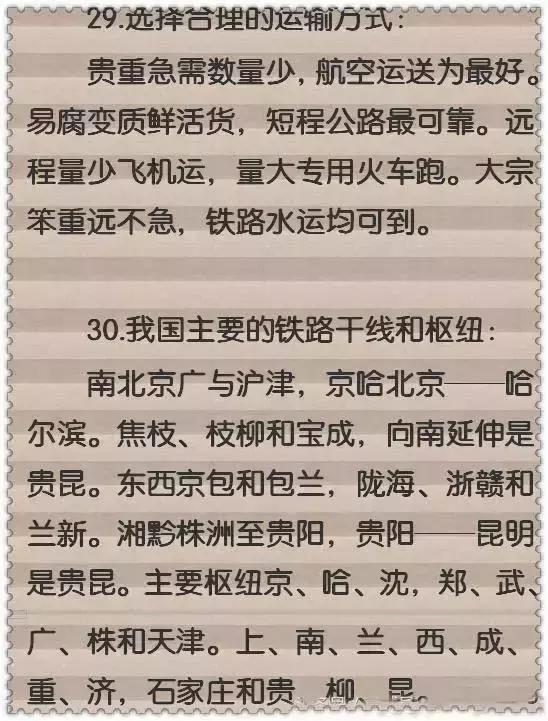 29.选择合理的运输方式：
贵重急需数量少，航空运送为最好。
易腐变质鲜活货，短程公路最可靠。远
程量少飞机运，量大专用火车跑。大宗
笨重远不急，铁路水运均可到。
30.我国主要的铁路干线和枢纽：
南北京广与沪津，京哈北京——哈
尔滨。焦枝、枝柳和宝成，向南延伸是
贵昆。东西京包和包兰，陇海、浙赣和
兰新。湘黔株洲至贵阳，贵阳——昆明
是贵昆。主要枢纽京、哈、沈，郑、武、
广、株和天津。上、南、兰、西、成、
重、济，石家庄和贵、柳、昆。